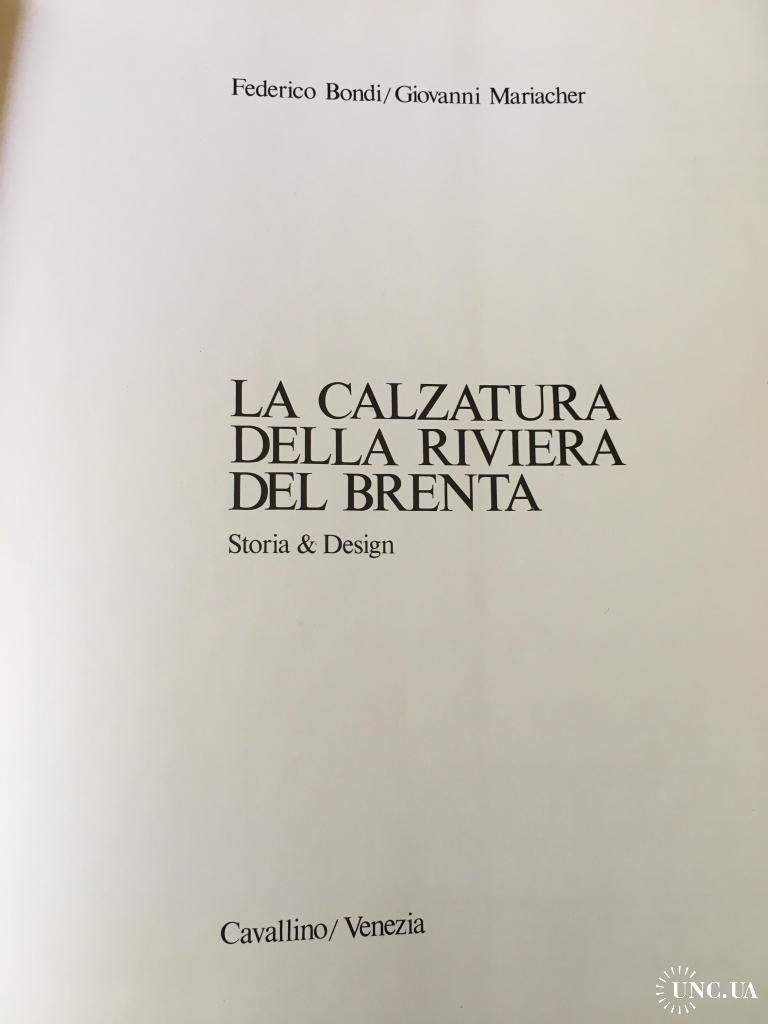 Federico Bondi/Giovanni Mariacher
LA CALZATURA
DELLA RIVIERA
DEL BRENTA
Storia & Design
Cavallino/Venezia
UNC.UA